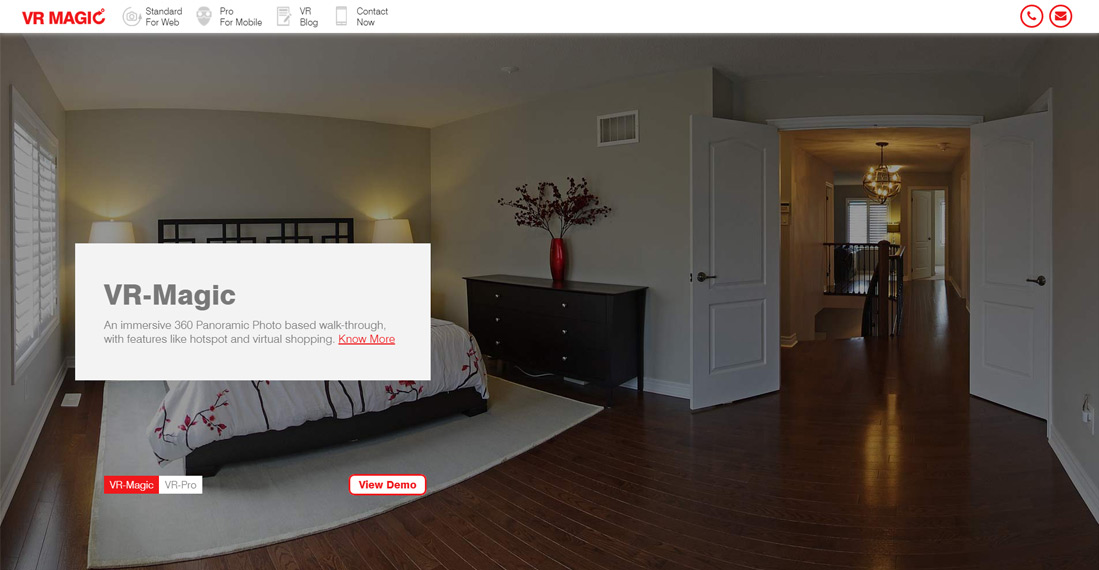 VR MAGIC
Standard
For Web
Pro
For Mobile
VR
Blog
Contact
Now
VR-Magic
An immersive 360 Panoramic Photo based walk-through,
with features like hotspot and virtual shopping. Know More
VR-Magic VR-Pro
View Demo